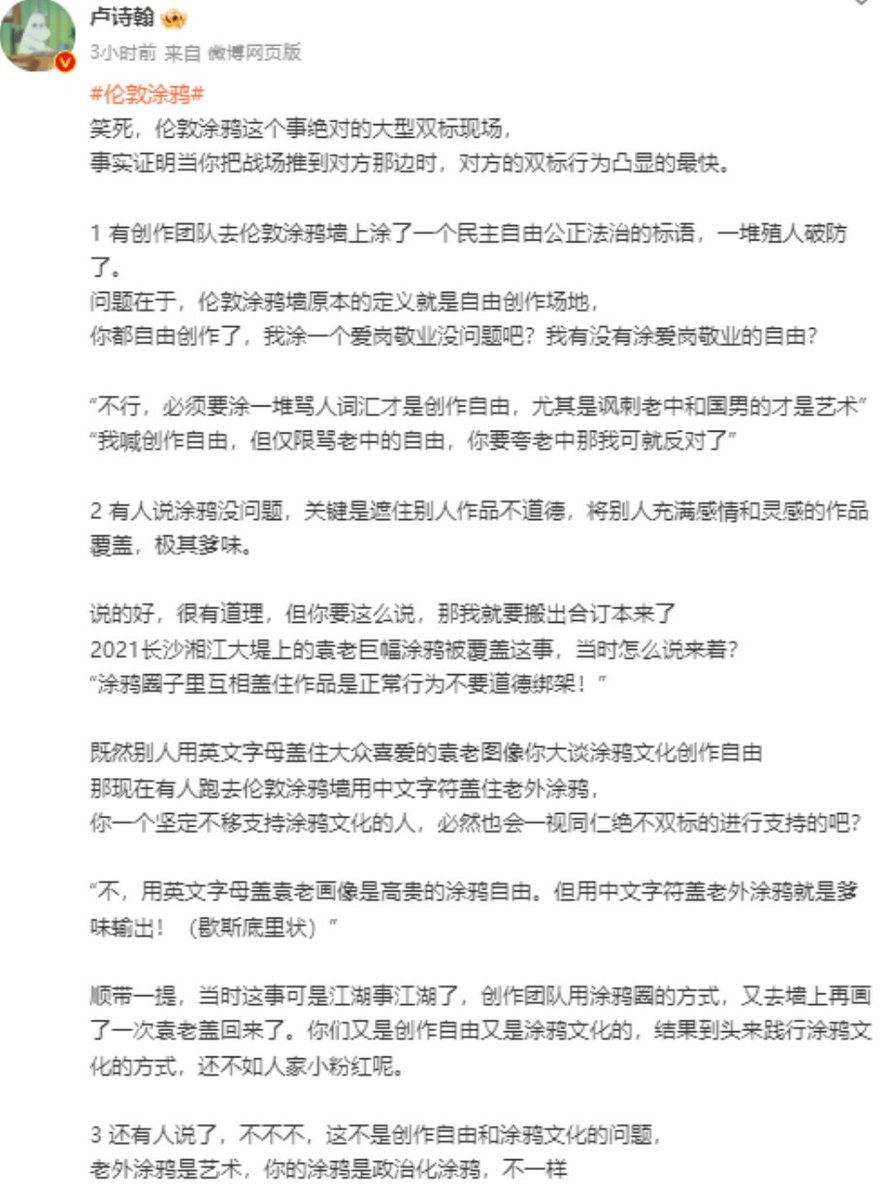 卢诗翰
3小时前 来自 微博网页版
#伦敦涂鸦#
笑死，伦敦涂鸦这个事绝对的大型双标现场，
事实证明当你把战场推到对方那边时，对方的双标行为凸显的最快。
1 有创作团队去伦敦涂鸦墙上涂了一个民主自由公正法治的标语，一堆殖人破防
了。
问题在于，伦敦涂鸦墙原本的定义就是自由创作场地，
你都自由创作了，我涂一个爱岗敬业没问题吧？我有没有涂爱岗敬业的自由？
“不行，必须要涂一堆骂人词汇才是创作自由，尤其是讽刺老中和国男的才是艺术”
“我喊创作自由，但仅限骂老中的自由，你要夸老中那我可就反对了”
2 有人说涂鸦没问题，关键是遮住别人作品不道德，将别人充满感情和灵感的作品
覆盖，极其爹味。
说的好，很有道理，但你要这么说，那我就要搬出合订本来了
2021长沙湘江大堤上的袁老巨幅涂鸦被覆盖这事，当时怎么说来着？
“涂鸦圈子里互相盖住作品是正常行为不要道德绑架！”
既然别人用英文字母盖住大众喜爱的袁老图像你大谈涂鸦文化创作自由
那现在有人跑去伦敦涂鸦墙用中文字符盖住老外涂鸦，
你一个坚定不移支持涂鸦文化的人，必然也会一视同仁绝不双标的进行支持的吧？
“不，用英文字母盖袁老画像是高贵的涂鸦自由。但用中文字符盖老外涂鸦就是爹
味输出！（歇斯底里状）”
顺带一提，当时这事可是江湖事江湖了，创作团队用涂鸦圈的方式，又去墙上再画
了一次袁老盖回来了。你们又是创作自由又是涂鸦文化的，结果到头来践行涂鸦文
化的方式，还不如人家小粉红呢。
3 还有人说了，不不不，这不是创作自由和涂鸦文化的问题，
老外涂鸦是艺术，你的涂鸦是政治化涂鸦，不一样